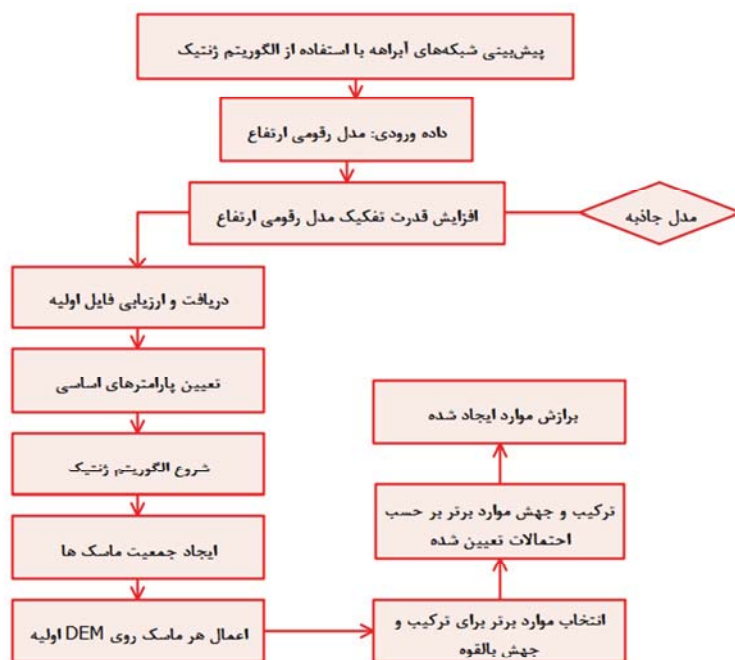 پیش‌بینی شبکه‌های آبراهه با استفاده از الگوریتم ژنتیک
داده ورودی: مدل رقومی ارتفاع
افزایش قدرت تفکیک مدل رقومی ارتفاع
مدل جاذبه
دریافت و ارزیابی فایل اولیه
تعیین پارامترهای اساسی
شروع الگوریتم ژنتیک
ایجاد جمعیت ماسک ها
اعمال هر ماسک روی DEM اولیه
انتخاب موارد برتر برای ترکیب و
جهش بالقوه
ترکیب و جهش موارد برتر بر حسب
احتمالات تعیین شده
برازش موارد ایجاد شده